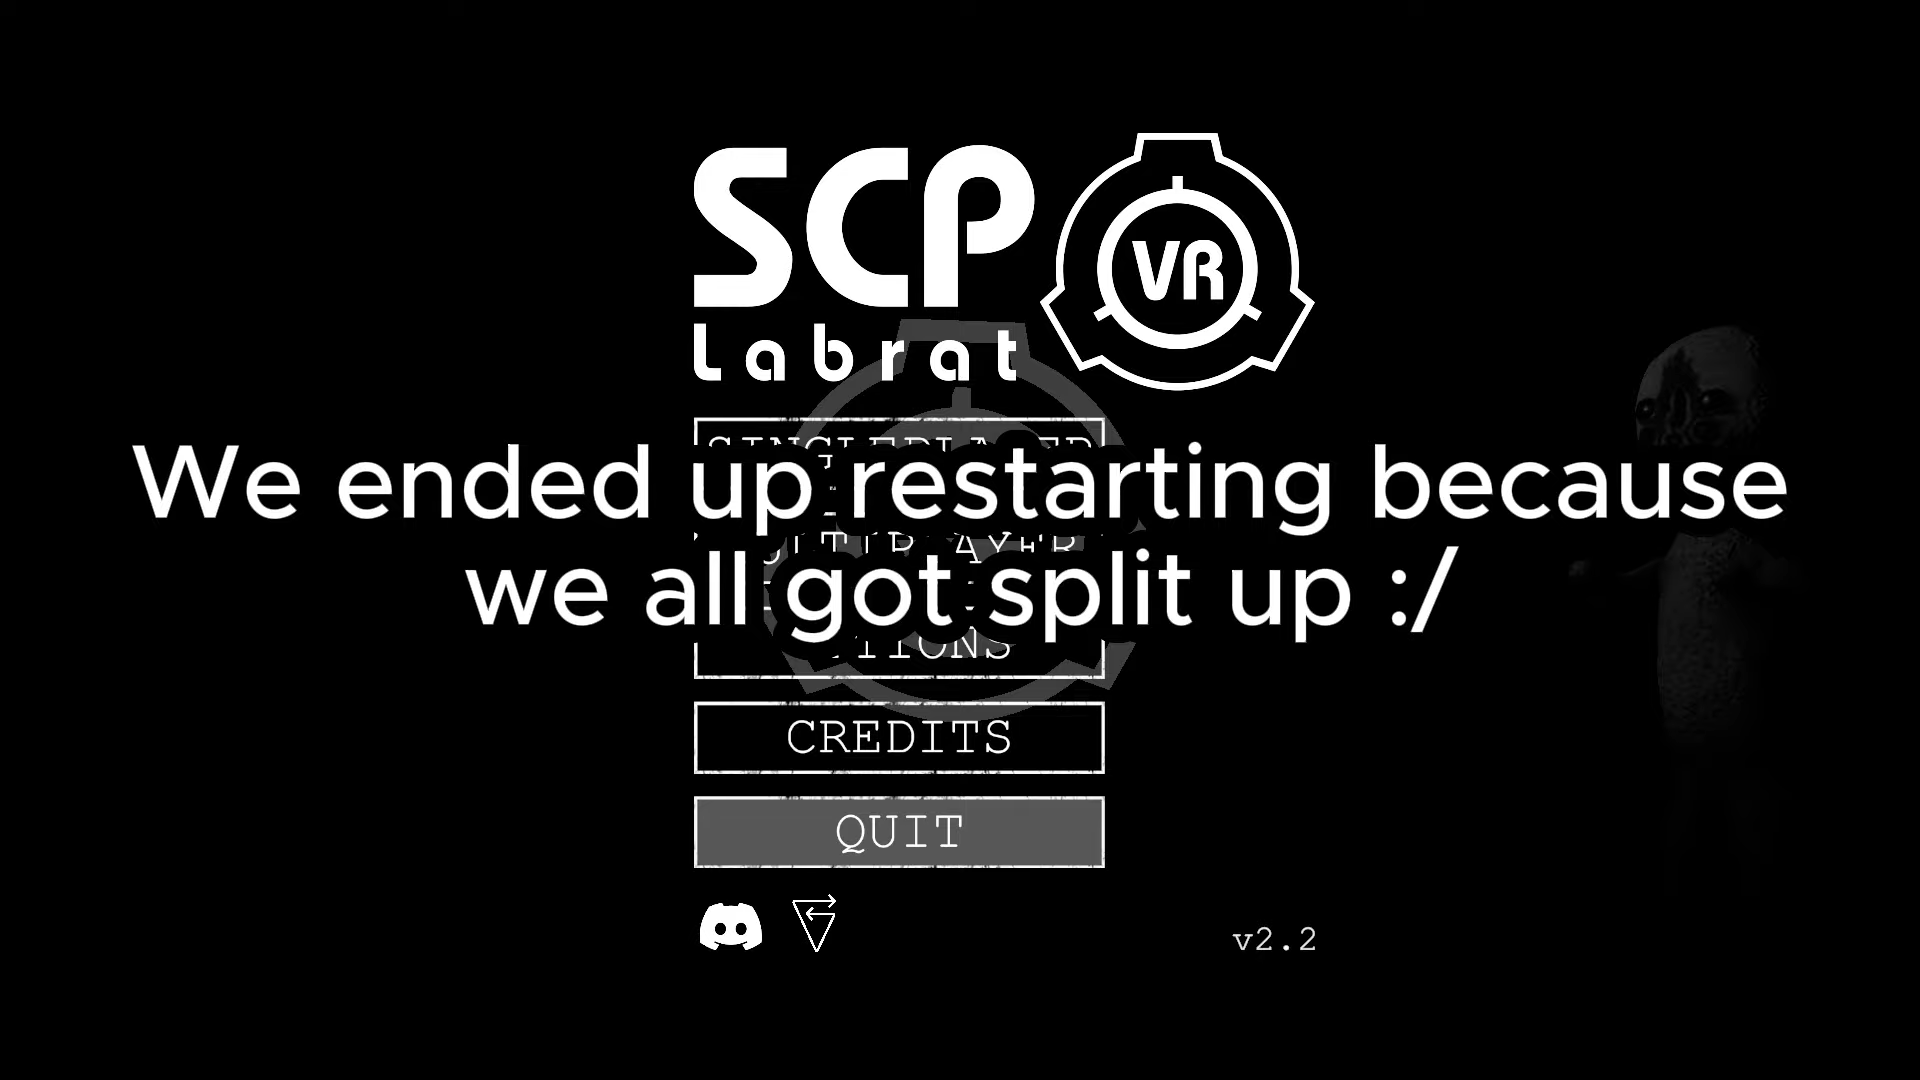 SCP
VR
Labrat
We ended up restarting because
we all got split up :/
CREDITS
QUIT
v2.2